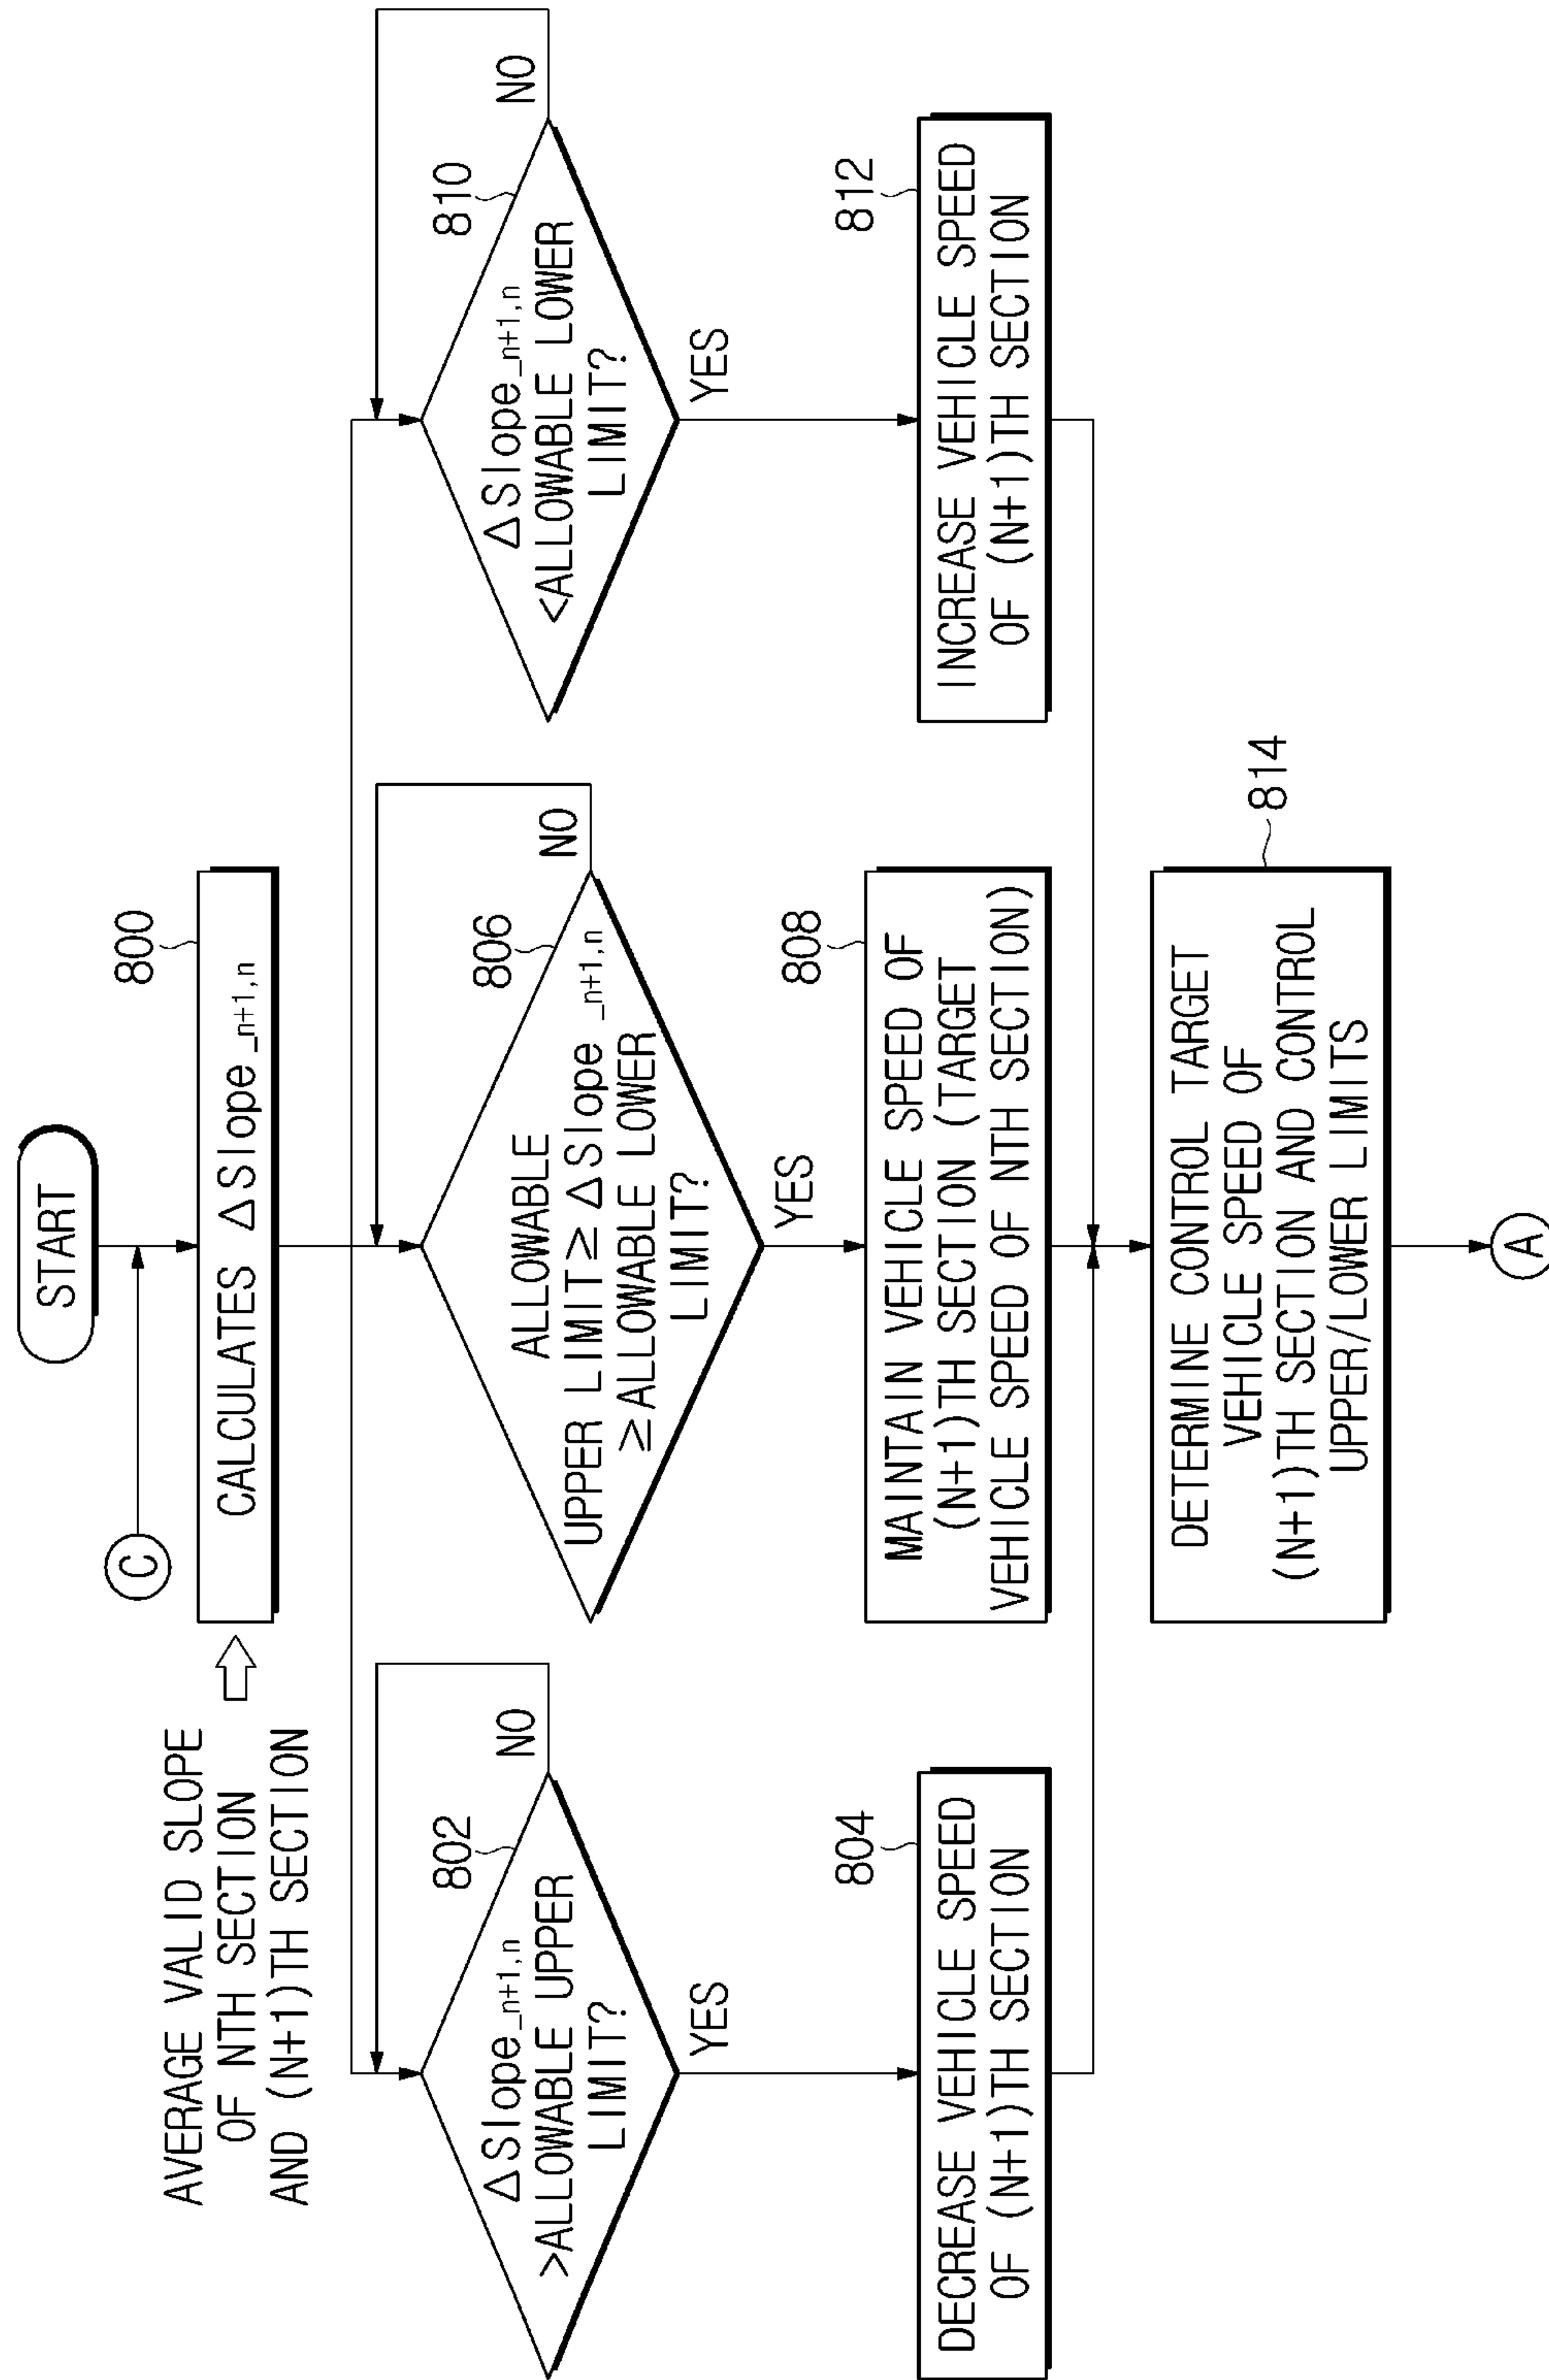 START
C
800
AVERAGE VALID SLOPE
OF NTH SECTION
AND (N+1)TH SECTION
CALCULATES △Slope_n+1,n
802
△Slope_n+1,n
>ALLOWABLE UPPER
LIMIT?
NO
YES
806
ALLOWABLE
UPPER LIMIT≥△Slope_n+1,n
≥ALLOWABLE LOWER
LIMIT?
NO
YES
810
△Slope_n+1,n
<ALLOWABLE LOWER
LIMIT?
NO
YES
804
DECREASE VEHICLE SPEED
OF (N+1)TH SECTION
808
MAINTAIN VEHICLE SPEED OF
(N+1)TH SECTION (TARGET
VEHICLE SPEED OF NTH SECTION)
812
INCREASE VEHICLE SPEED
OF (N+1)TH SECTION
814
DETERMINE CONTROL TARGET
VEHICLE SPEED OF
(N+1)TH SECTION AND CONTROL
UPPER/LOWER LIMITS
A